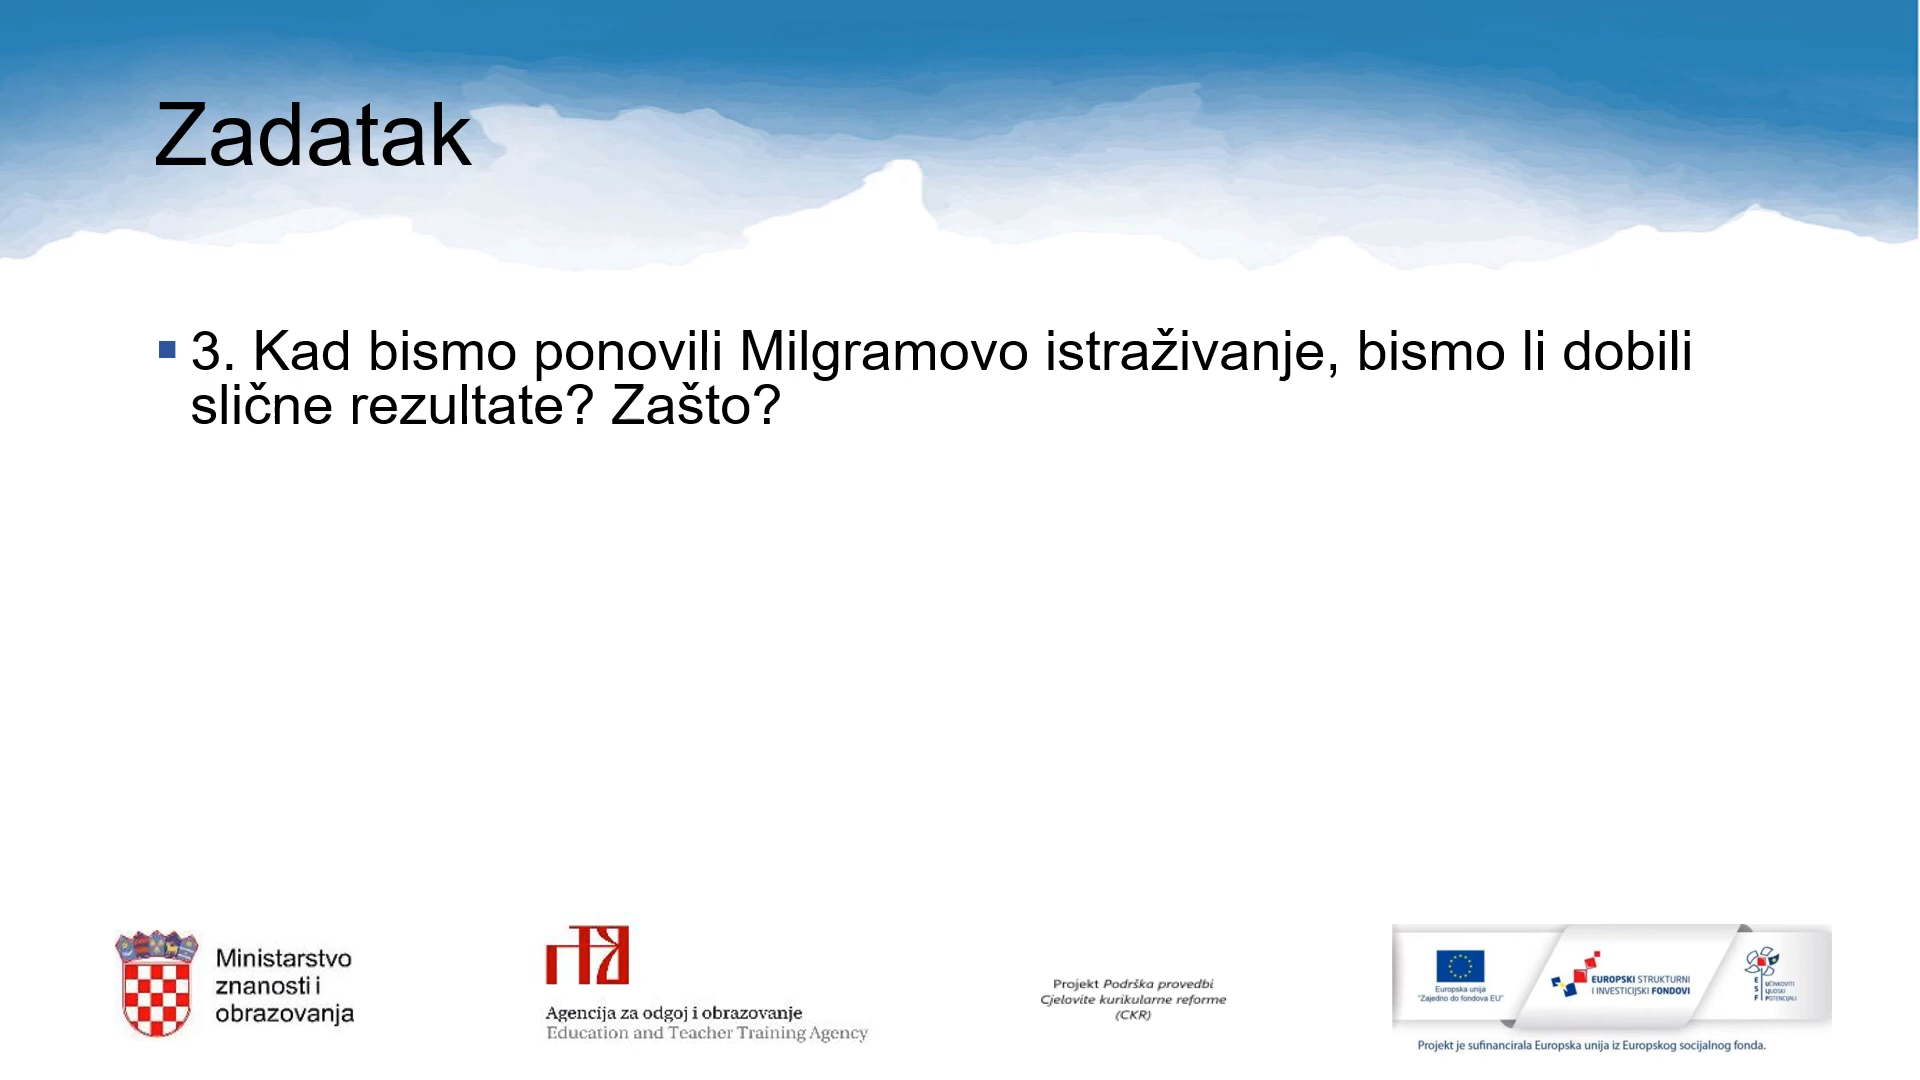 Zadatak
3. Kad bismo ponovili Milgramovo istraživanje, bismo li dobili
slične rezultate? Zašto?
Ministarstvo
znanosti i
obrazovanja
Agencija za odgoj i obrazovanje
Education and Teacher Training Agency
Projekt Podrška provedbi
Cjelovite kurikularne reforme
(CKR)
Europska unija
"Zajedno do fondova EU"
EUROPSKI STRUKTURNI
I INVESTICIJSKI FONDOVI
ESF
UČINKOVITI
LJUDSKI
POTENCIJALI
Projekt je sufinancirala Europska unija iz Europskog socijalnog fonda.